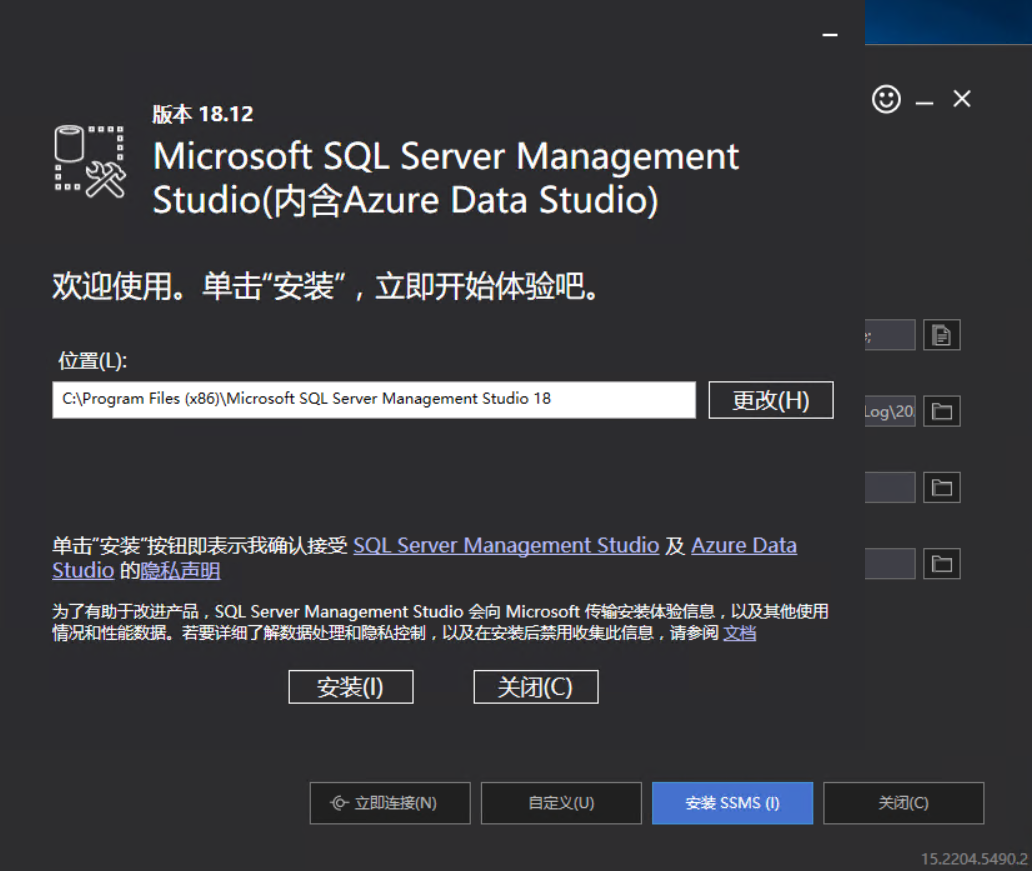 版本 18.12
Microsoft SQL Server Management
Studio(内含Azure Data Studio)
欢迎使用。单击“安装”，立即开始体验吧。
位置(L):
C:\Program Files (x86)\Microsoft SQL Server Management Studio 18
更改(H)
Log\20
单击“安装”按钮即表示我确认接受 SQL Server Management Studio 及 Azure Data
Studio 的隐私声明
为了有助于改进产品，SQL Server Management Studio 会向 Microsoft 传输安装体验信息，以及其他使用
情况和性能数据。若要详细了解数据处理和隐私控制，以及在安装后禁用收集此信息，请参阅 文档
安装(I)
关闭(C)
立即连接(N)
自定义(U)
安装 SSMS (I)
关闭(C)
15.2204.5490.2